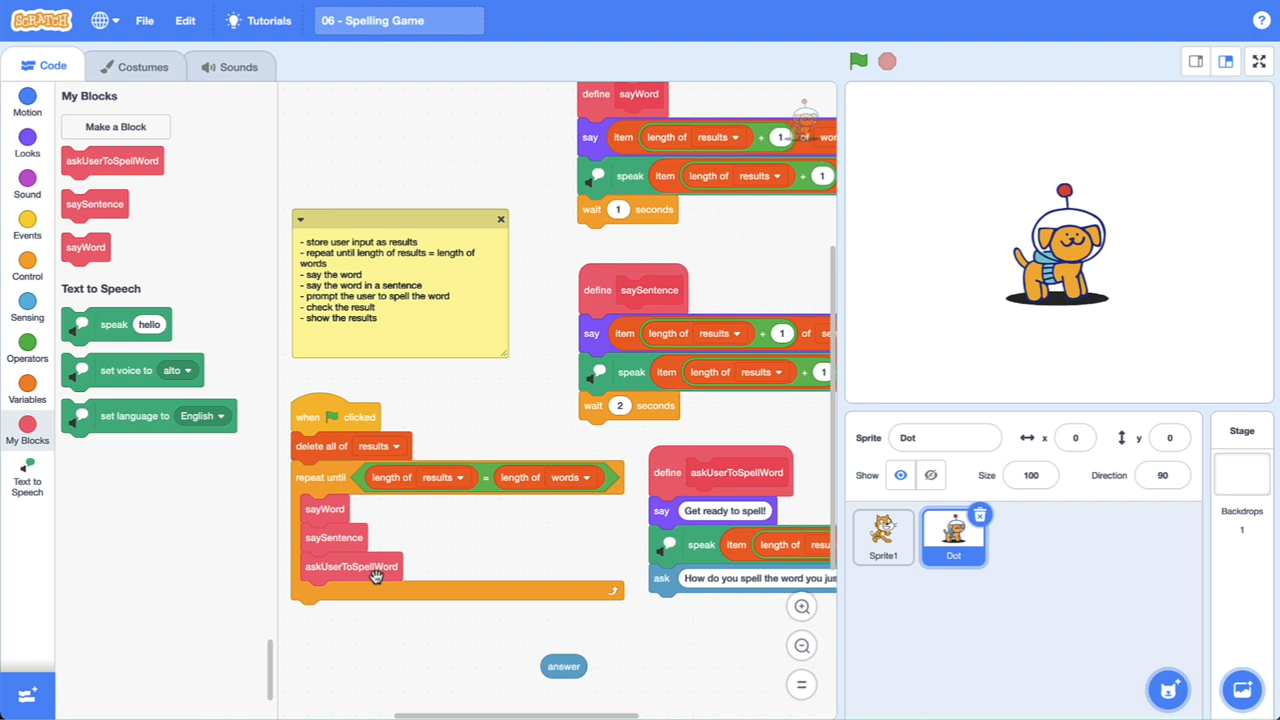 SCRATCH File Edit Tutorials 06 - Spelling Game ?
Code Costumes Sounds
My Blocks
Make a Block
askUserToSpellWord
saySentence
sayWord
Text to Speech
speak hello
set voice to alto
set language to English
Motion
Looks
Sound
Events
Control
Sensing
Operators
Variables
My Blocks
Text to
Speech
define sayWord
say item length of results + 1 of
speak item length of results + 1
wait 1 seconds
- store user input as results
- repeat until length of results = length of
words
- say the word
- say the word in a sentence
- prompt the user to spell the word
- check the result
- show the results
define saySentence
say item length of results + 1 of
speak item length of results + 1
wait 2 seconds
when clicked
delete all of results
repeat until length of results = length of words
sayWord
saySentence
askUserToSpellWord
define askUserToSpellWord
say Get ready to spell!
speak item length of
ask How do you spell the word you
answer
Sprite Dot x 0 y 0
Show Size 100 Direction 90
Sprite1
Dot
Stage
Backdrops
1